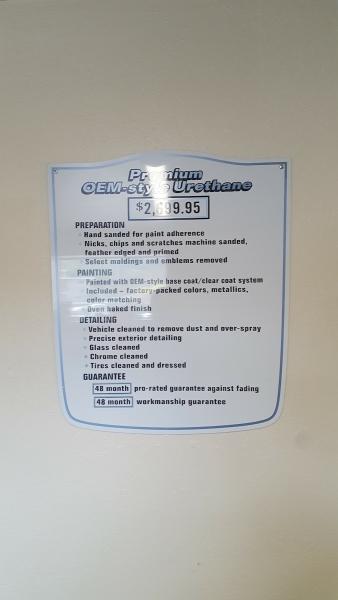 Premium
OEM-style Urethane
$2,699.95
PREPARATION
Hand sanded for paint adherence
Nicks, chips and scratches machine sanded,
feather edged and primed
Select moldings and emblems removed
PAINTING
Painted with OEM-style base coat/clear coat system
Included – factory-packed colors, metallics,
color matching
Oven baked finish
DETAILING
Vehicle cleaned to remove dust and over-spray
Precise exterior detailing
Glass cleaned
Chrome cleaned
Tires cleaned and dressed
GUARANTEE
48 month pro-rated guarantee against fading
48 month workmanship guarantee